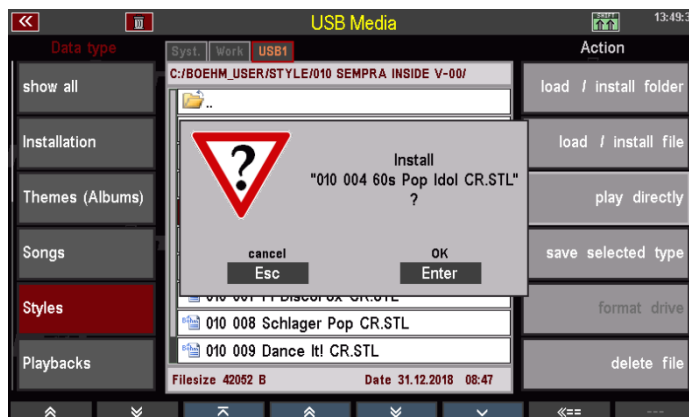 USB Media
SHIFT
13:49:3
Data type
Syst. Work USB1
Action
C:/BOEHM_USER/STYLE/010 SEMPRA INSIDE V-00/
show all
..
load / install folder
Installation
load / install file
Install
"010 004 60s Pop Idol CR.STL"
?
Themes (Albums)
play directly
Songs
cancel
OK
save selected type
Esc
Enter
Styles
010 008 Schlager Pop CR.STL
format drive
Playbacks
010 009 Dance It! CR.STL
delete file
Filesize 42052 B
Date 31.12.2018 08:47
<==
---